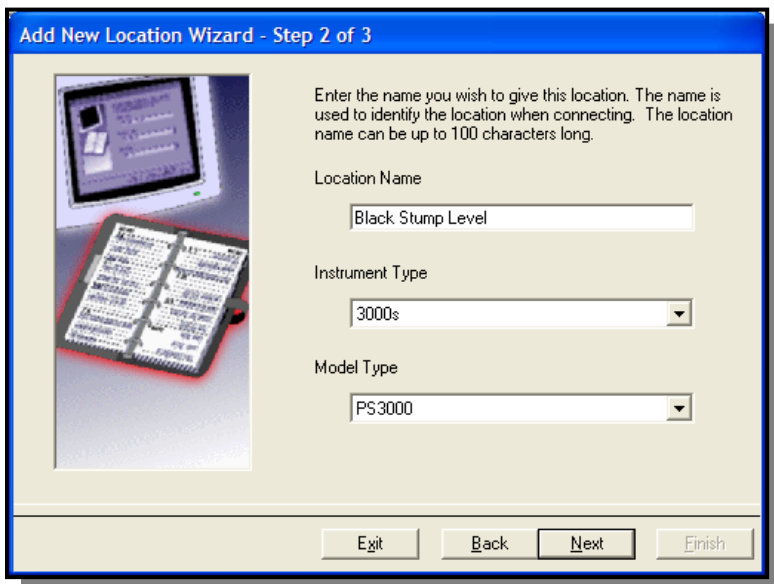 Add New Location Wizard - Step 2 of 3
Enter the name you wish to give this location. The name is
used to identify the location when connecting. The location
name can be up to 100 characters long.
Location Name
Black Stump Level
Instrument Type
3000s
Model Type
PS3000
Exit
Back
Next
Finish